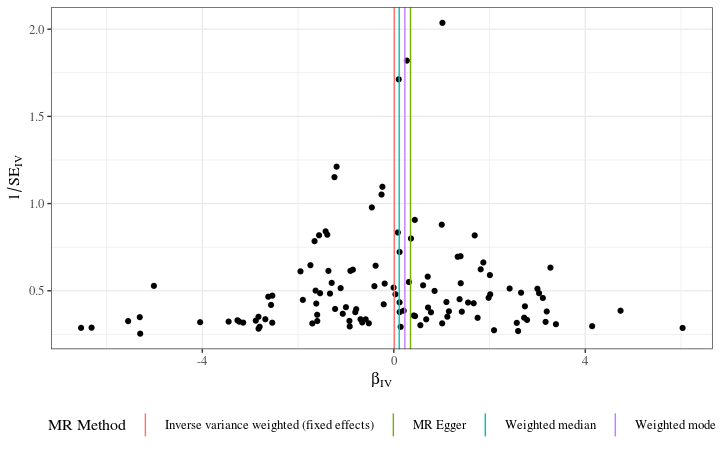 2.0
1.5
1.0
0.5
1/SE_IV
-4
0
4
β_IV
MR Method
Inverse variance weighted (fixed effects)
MR Egger
Weighted median
Weighted mode